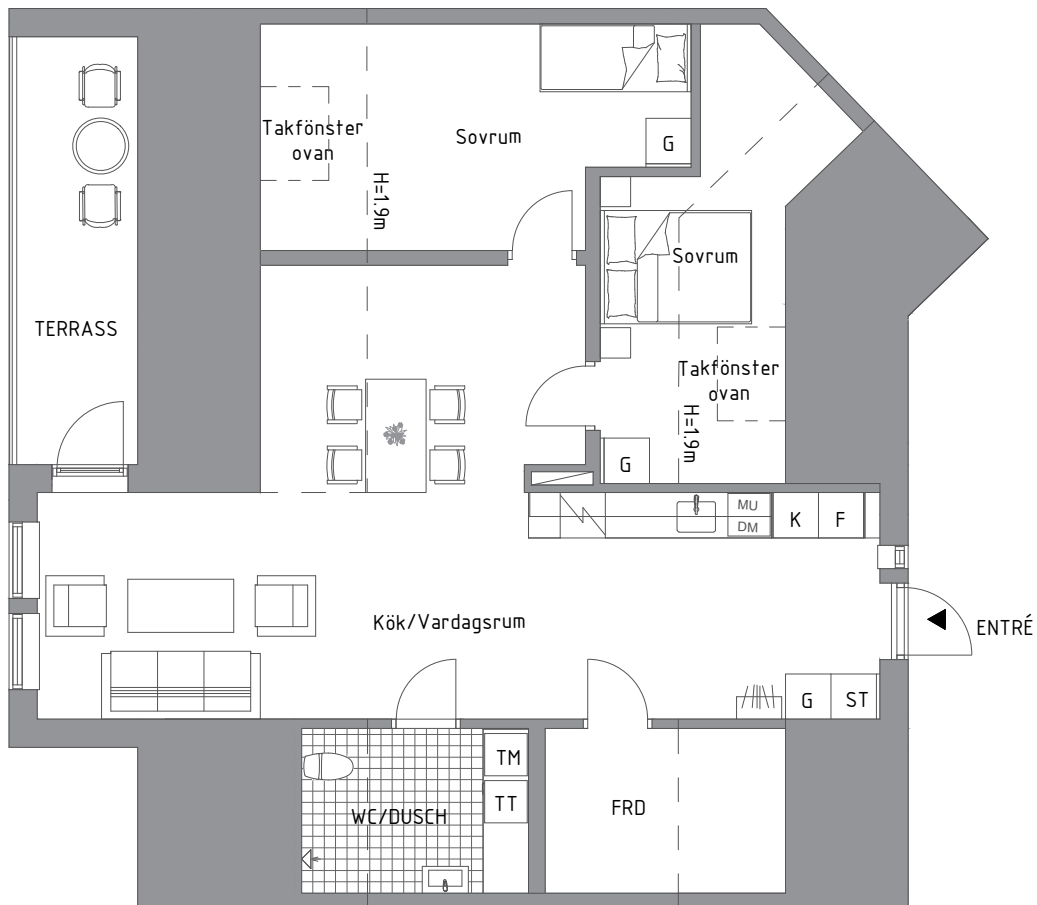 Takfönster
ovan
Sovrum
G
H=1.9m
Sovrum
TERRASS
Takfönster
ovan
H=1.9m
G
MU
DM
K
F
Kök/Vardagsrum
ENTRÉ
G
ST
TM
TT
WC/DUSCH
FRD